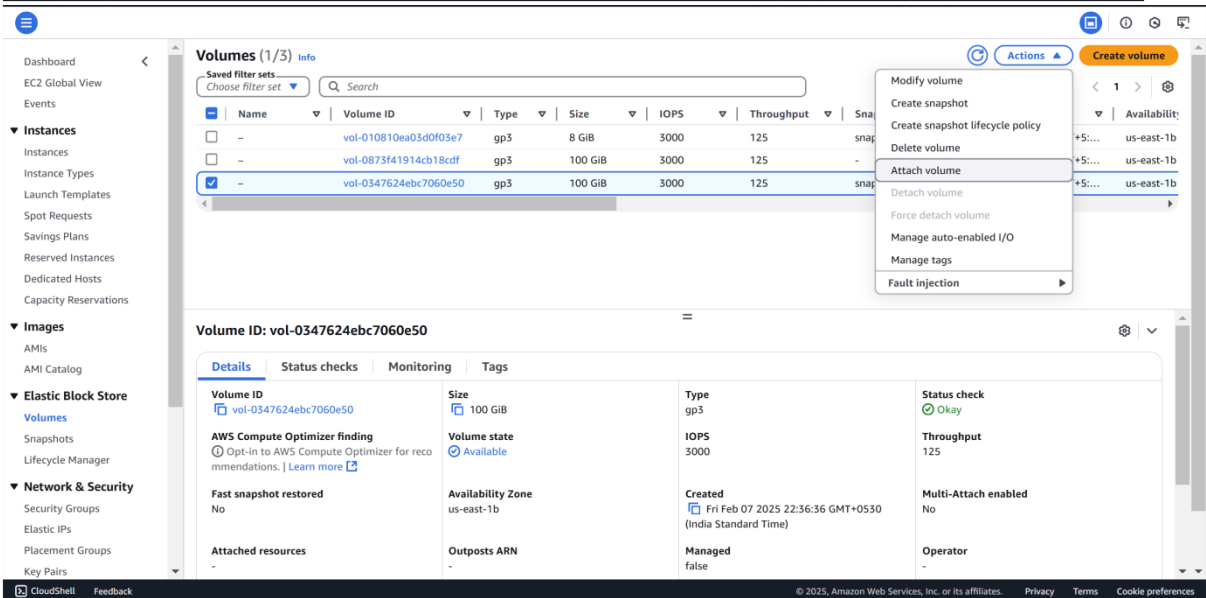 Dashboard
EC2 Global View
Events
Instances
Instances
Instance Types
Launch Templates
Spot Requests
Savings Plans
Reserved Instances
Dedicated Hosts
Capacity Reservations
Images
AMIs
AMI Catalog
Elastic Block Store
Volumes
Snapshots
Lifecycle Manager
Network & Security
Security Groups
Elastic IPs
Placement Groups
Key Pairs
Volumes (1/3) Info
Actions
Create volume
Saved filter sets
Choose filter set
Search
1
Name Volume ID Type Size IOPS Throughput Snap Availability
- vol-010810ea03d0f03e7 gp3 8 GiB 3000 125 snap +5:... us-east-1b
- vol-0873f41914cb18cdf gp3 100 GiB 3000 125 - +5:... us-east-1b
- vol-0347624ebc7060e50 gp3 100 GiB 3000 125 snap +5:... us-east-1b
Modify volume
Create snapshot
Create snapshot lifecycle policy
Delete volume
Attach volume
Detach volume
Force detach volume
Manage auto-enabled I/O
Manage tags
Fault injection
Volume ID: vol-0347624ebc7060e50
Details Status checks Monitoring Tags
Volume ID
vol-0347624ebc7060e50
Size
100 GiB
Type
gp3
Status check
Okay
AWS Compute Optimizer finding
Opt-in to AWS Compute Optimizer for reco
mmendations. | Learn more
Volume state
Available
IOPS
3000
Throughput
125
Fast snapshot restored
No
Availability Zone
us-east-1b
Created
Fri Feb 07 2025 22:36:36 GMT+0530
(India Standard Time)
Multi-Attach enabled
No
Attached resources
-
Outposts ARN
-
Managed
false
Operator
-
CloudShell Feedback
© 2025, Amazon Web Services, Inc. or its affiliates. Privacy Terms Cookie preferences